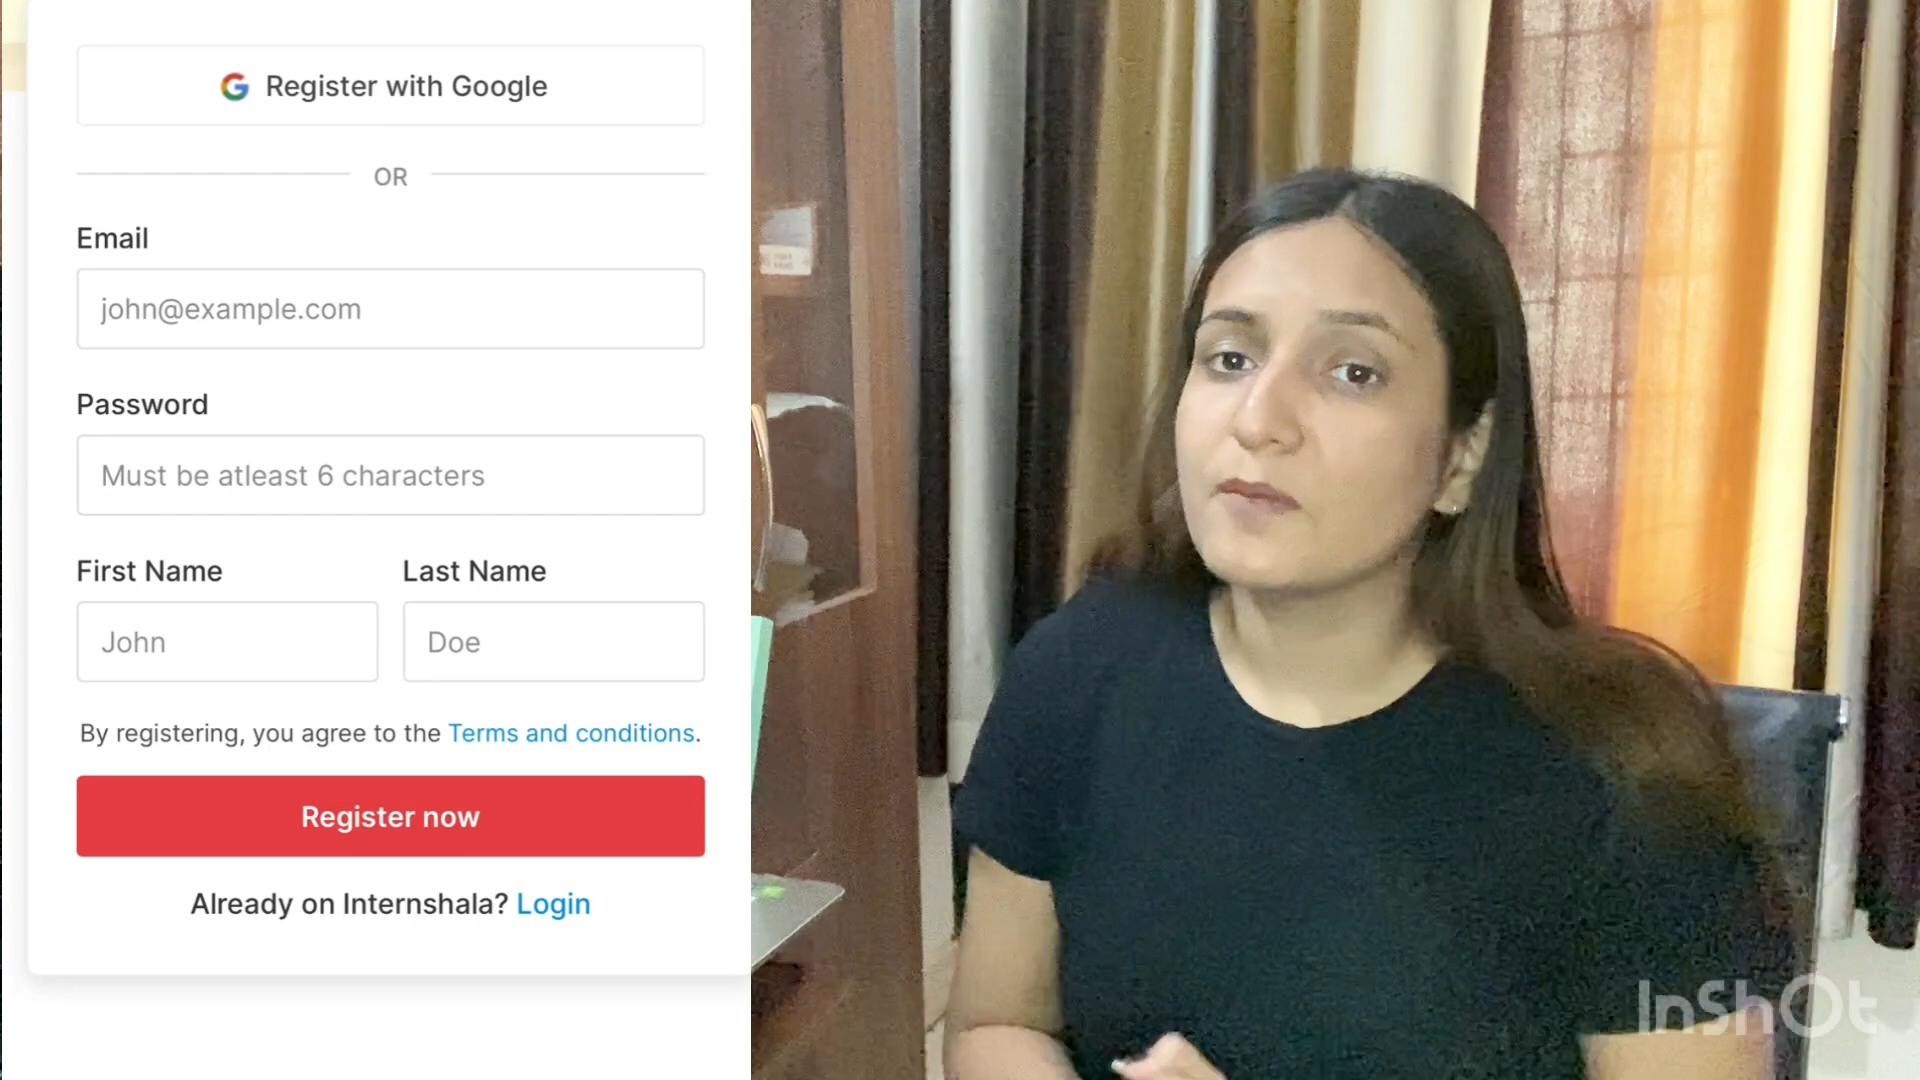 Register with Google
OR
Email
john@example.com
Password
Must be atleast 6 characters
First Name Last Name
John Doe
By registering, you agree to the Terms and conditions.
Register now
Already on Internshala? Login
InShOt